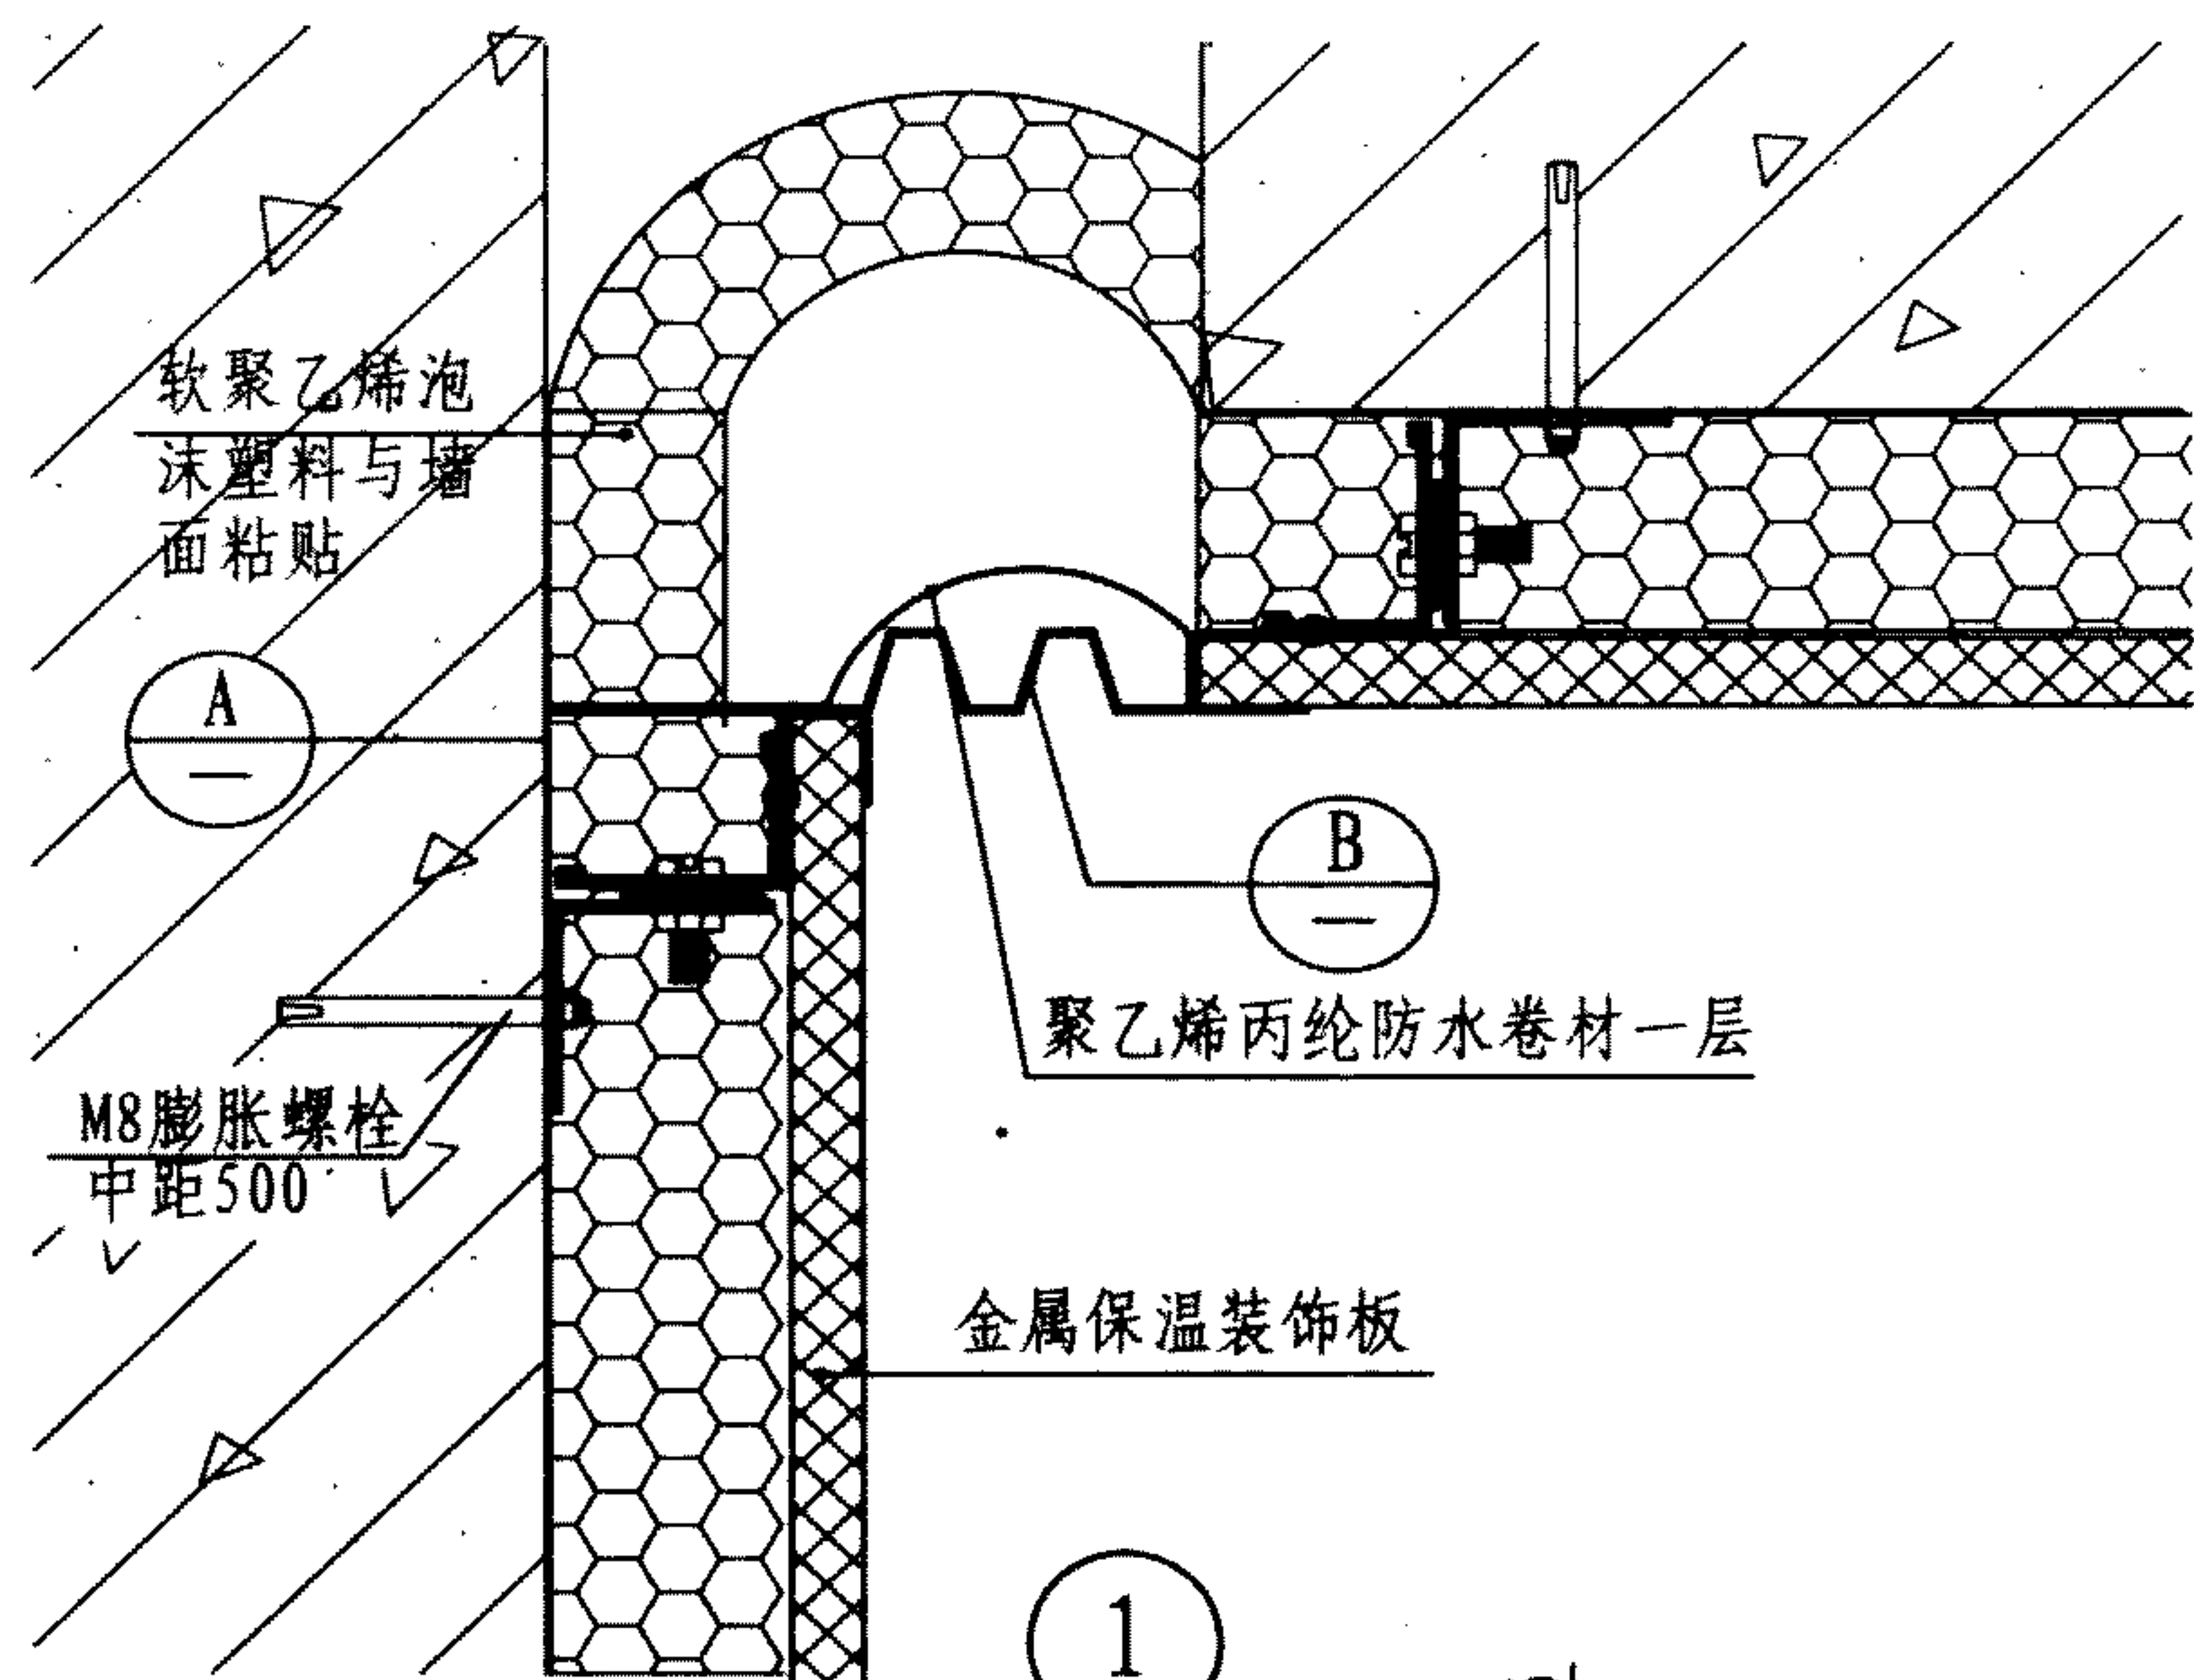 软聚乙烯泡
沫塑料与墙
面粘贴
A
B
聚乙烯丙纶防水卷材一层
M8膨胀螺栓
中距500
金属保温装饰板
1